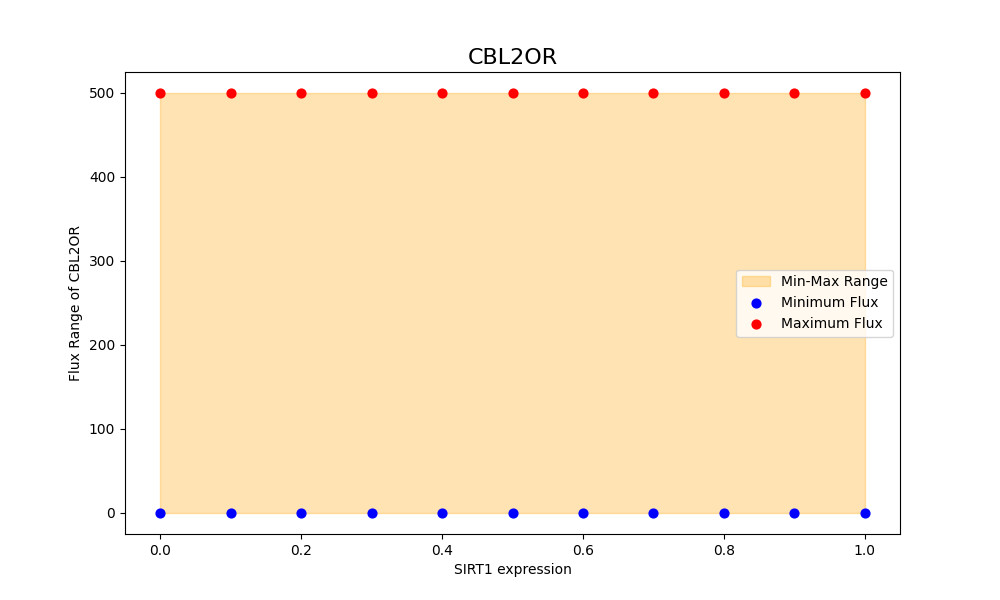 CBL2OR
500
400
300
200
100
0
Flux Range of CBL2OR
Min-Max Range
Minimum Flux
Maximum Flux
0.0 0.2 0.4 0.6 0.8 1.0
SIRT1 expression